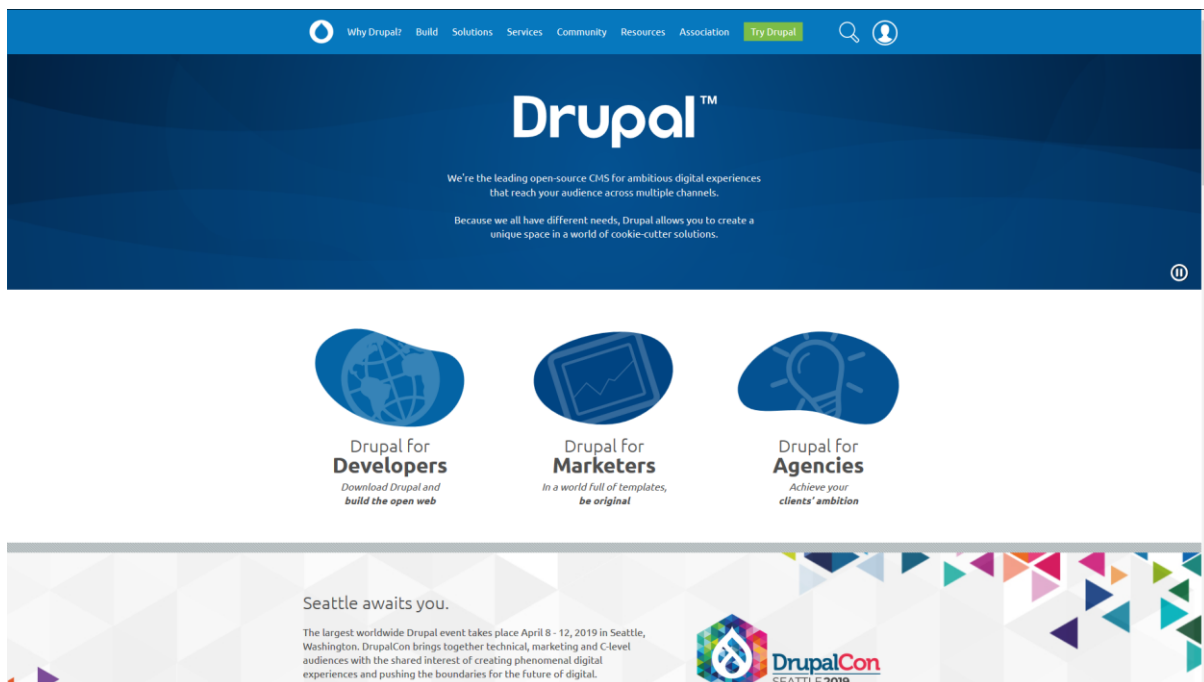 Why Drupal? Build Solutions Services Community Resources Association Try Drupal
Drupal™
We're the leading open-source CMS for ambitious digital experiences
that reach your audience across multiple channels.
Because we all have different needs, Drupal allows you to create a
unique space in a world of cookie-cutter solutions.
Drupal for
Developers
Download Drupal and
build the open web
Drupal for
Marketers
In a world full of templates,
be original
Drupal for
Agencies
Achieve your
clients' ambition
Seattle awaits you.
The largest worldwide Drupal event takes place April 8 - 12, 2019 in Seattle,
Washington. DrupalCon brings together technical, marketing and C-level
audiences with the shared interest of creating phenomenal digital
experiences and pushing the boundaries for the future of digital.
DrupalCon
SEATTLE 2019